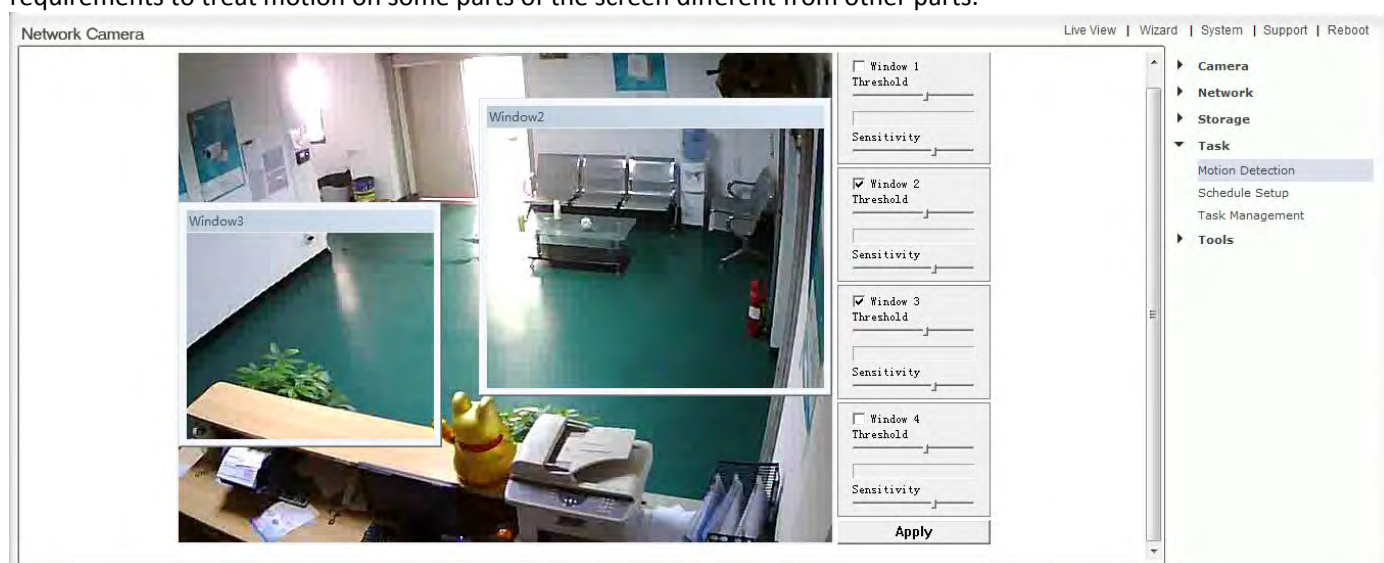 requirements to treat motion on some parts of the screen different from other parts.
Network Camera
Live View | Wizard | System | Support | Reboot
Window2
Window3
Window 1
Threshold
Sensitivity
Window 2
Threshold
Sensitivity
Window 3
Threshold
Sensitivity
Window 4
Threshold
Sensitivity
Apply
Camera
Network
Storage
Task
Motion Detection
Schedule Setup
Task Management
Tools